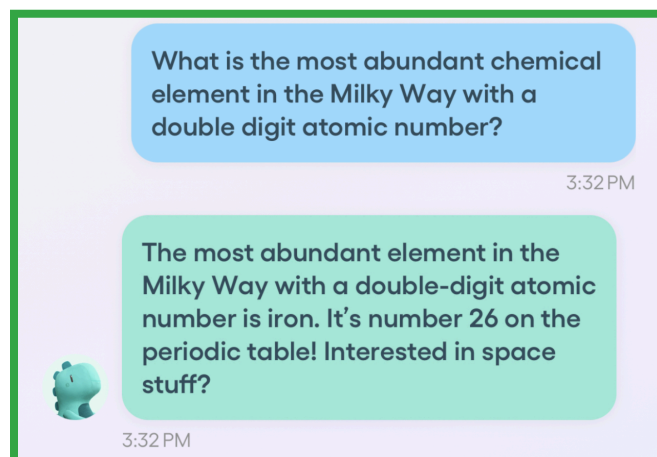 What is the most abundant chemical
element in the Milky Way with a
double digit atomic number?
3:32 PM
The most abundant element in the
Milky Way with a double-digit atomic
number is iron. It’s number 26 on the
periodic table! Interested in space
stuff?
3:32 PM